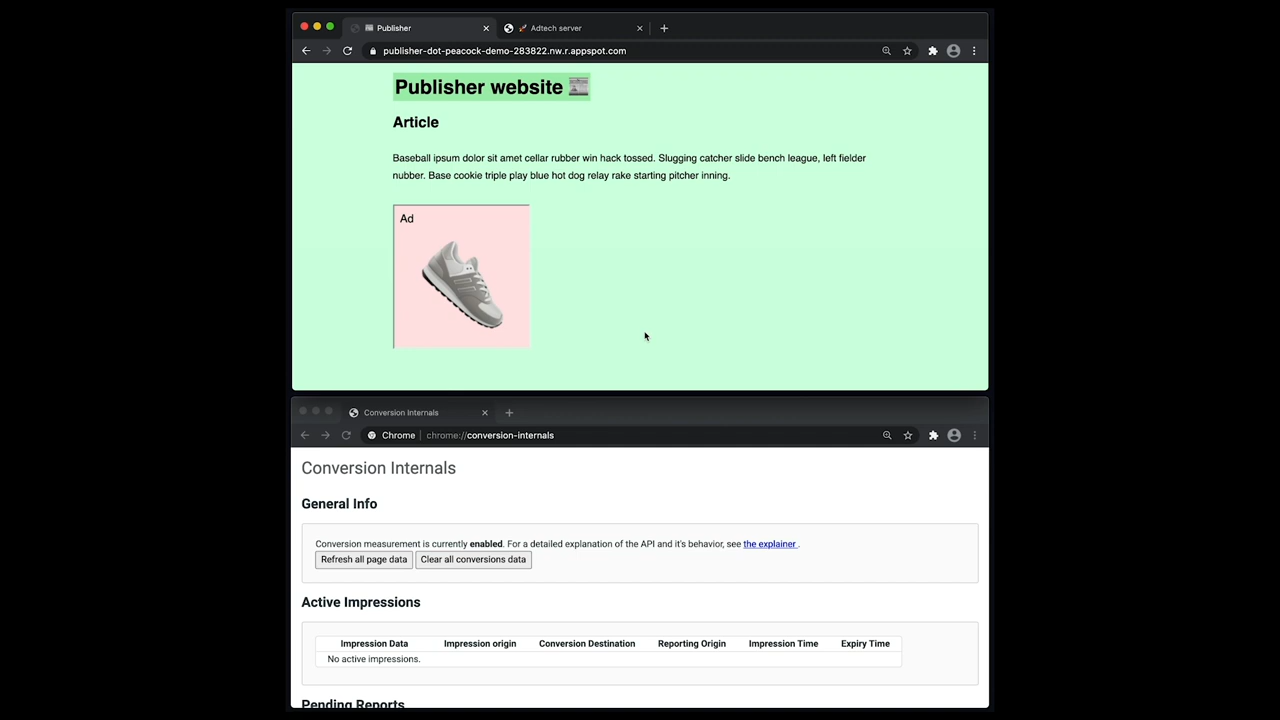 Publisher
Adtech server
publisher-dot-peacock-demo-283822.nw.r.appspot.com
Publisher website
Article
Baseball ipsum dolor sit amet cellar rubber win hack tossed. Slugging catcher slide bench league, left fielder
nubber. Base cookie triple play blue hot dog relay rake starting pitcher inning.
Ad
Conversion Internals
Chrome chrome://conversion-internals
Conversion Internals
General Info
Conversion measurement is currently enabled. For a detailed explanation of the API and it's behavior, see the explainer .
Refresh all page data Clear all conversions data
Active Impressions
Impression Data Impression origin Conversion Destination Reporting Origin Impression Time Expiry Time
No active impressions.
Pending Reports